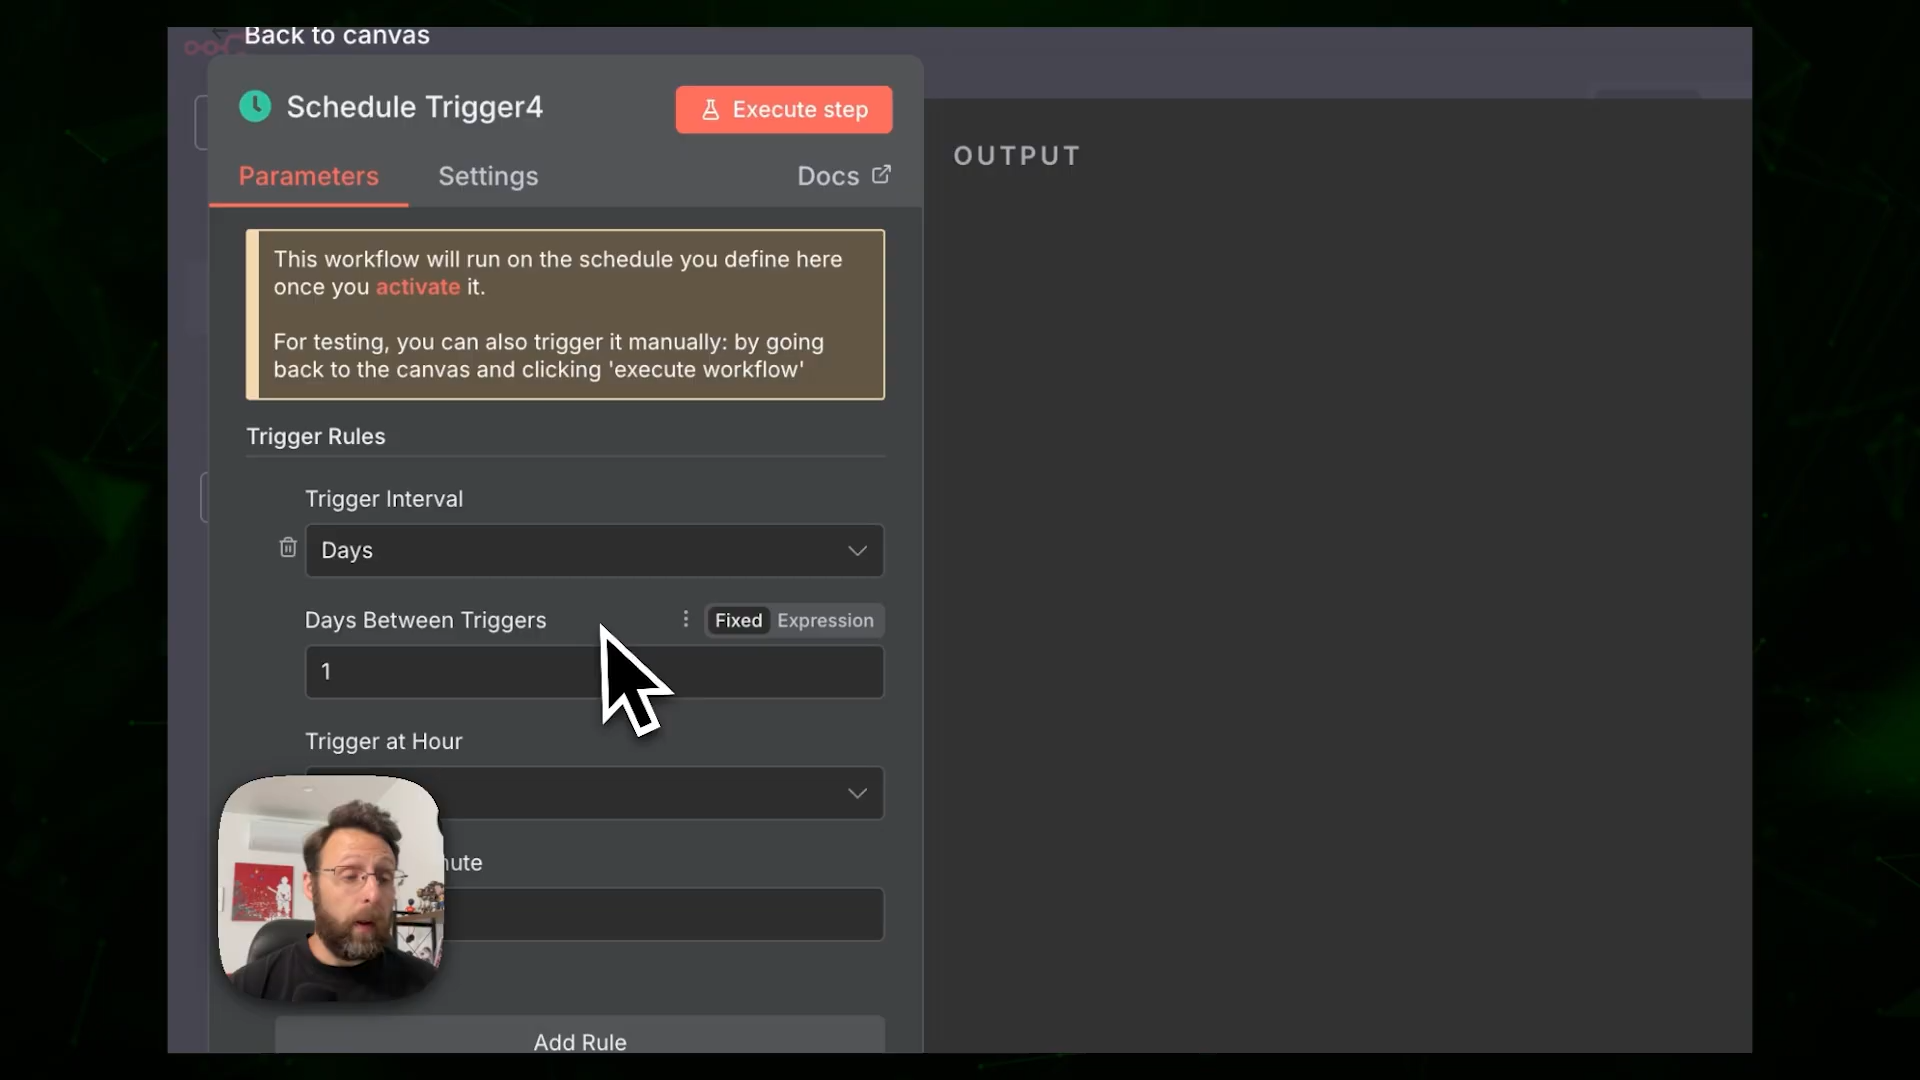 Back to canvas
Schedule Trigger4
Execute step
Parameters
Settings
Docs
OUTPUT
This workflow will run on the schedule you define here
once you activate it.
For testing, you can also trigger it manually: by going
back to the canvas and clicking 'execute workflow'
Trigger Rules
Trigger Interval
Days
Days Between Triggers
Fixed
Expression
1
Trigger at Hour
Add Rule